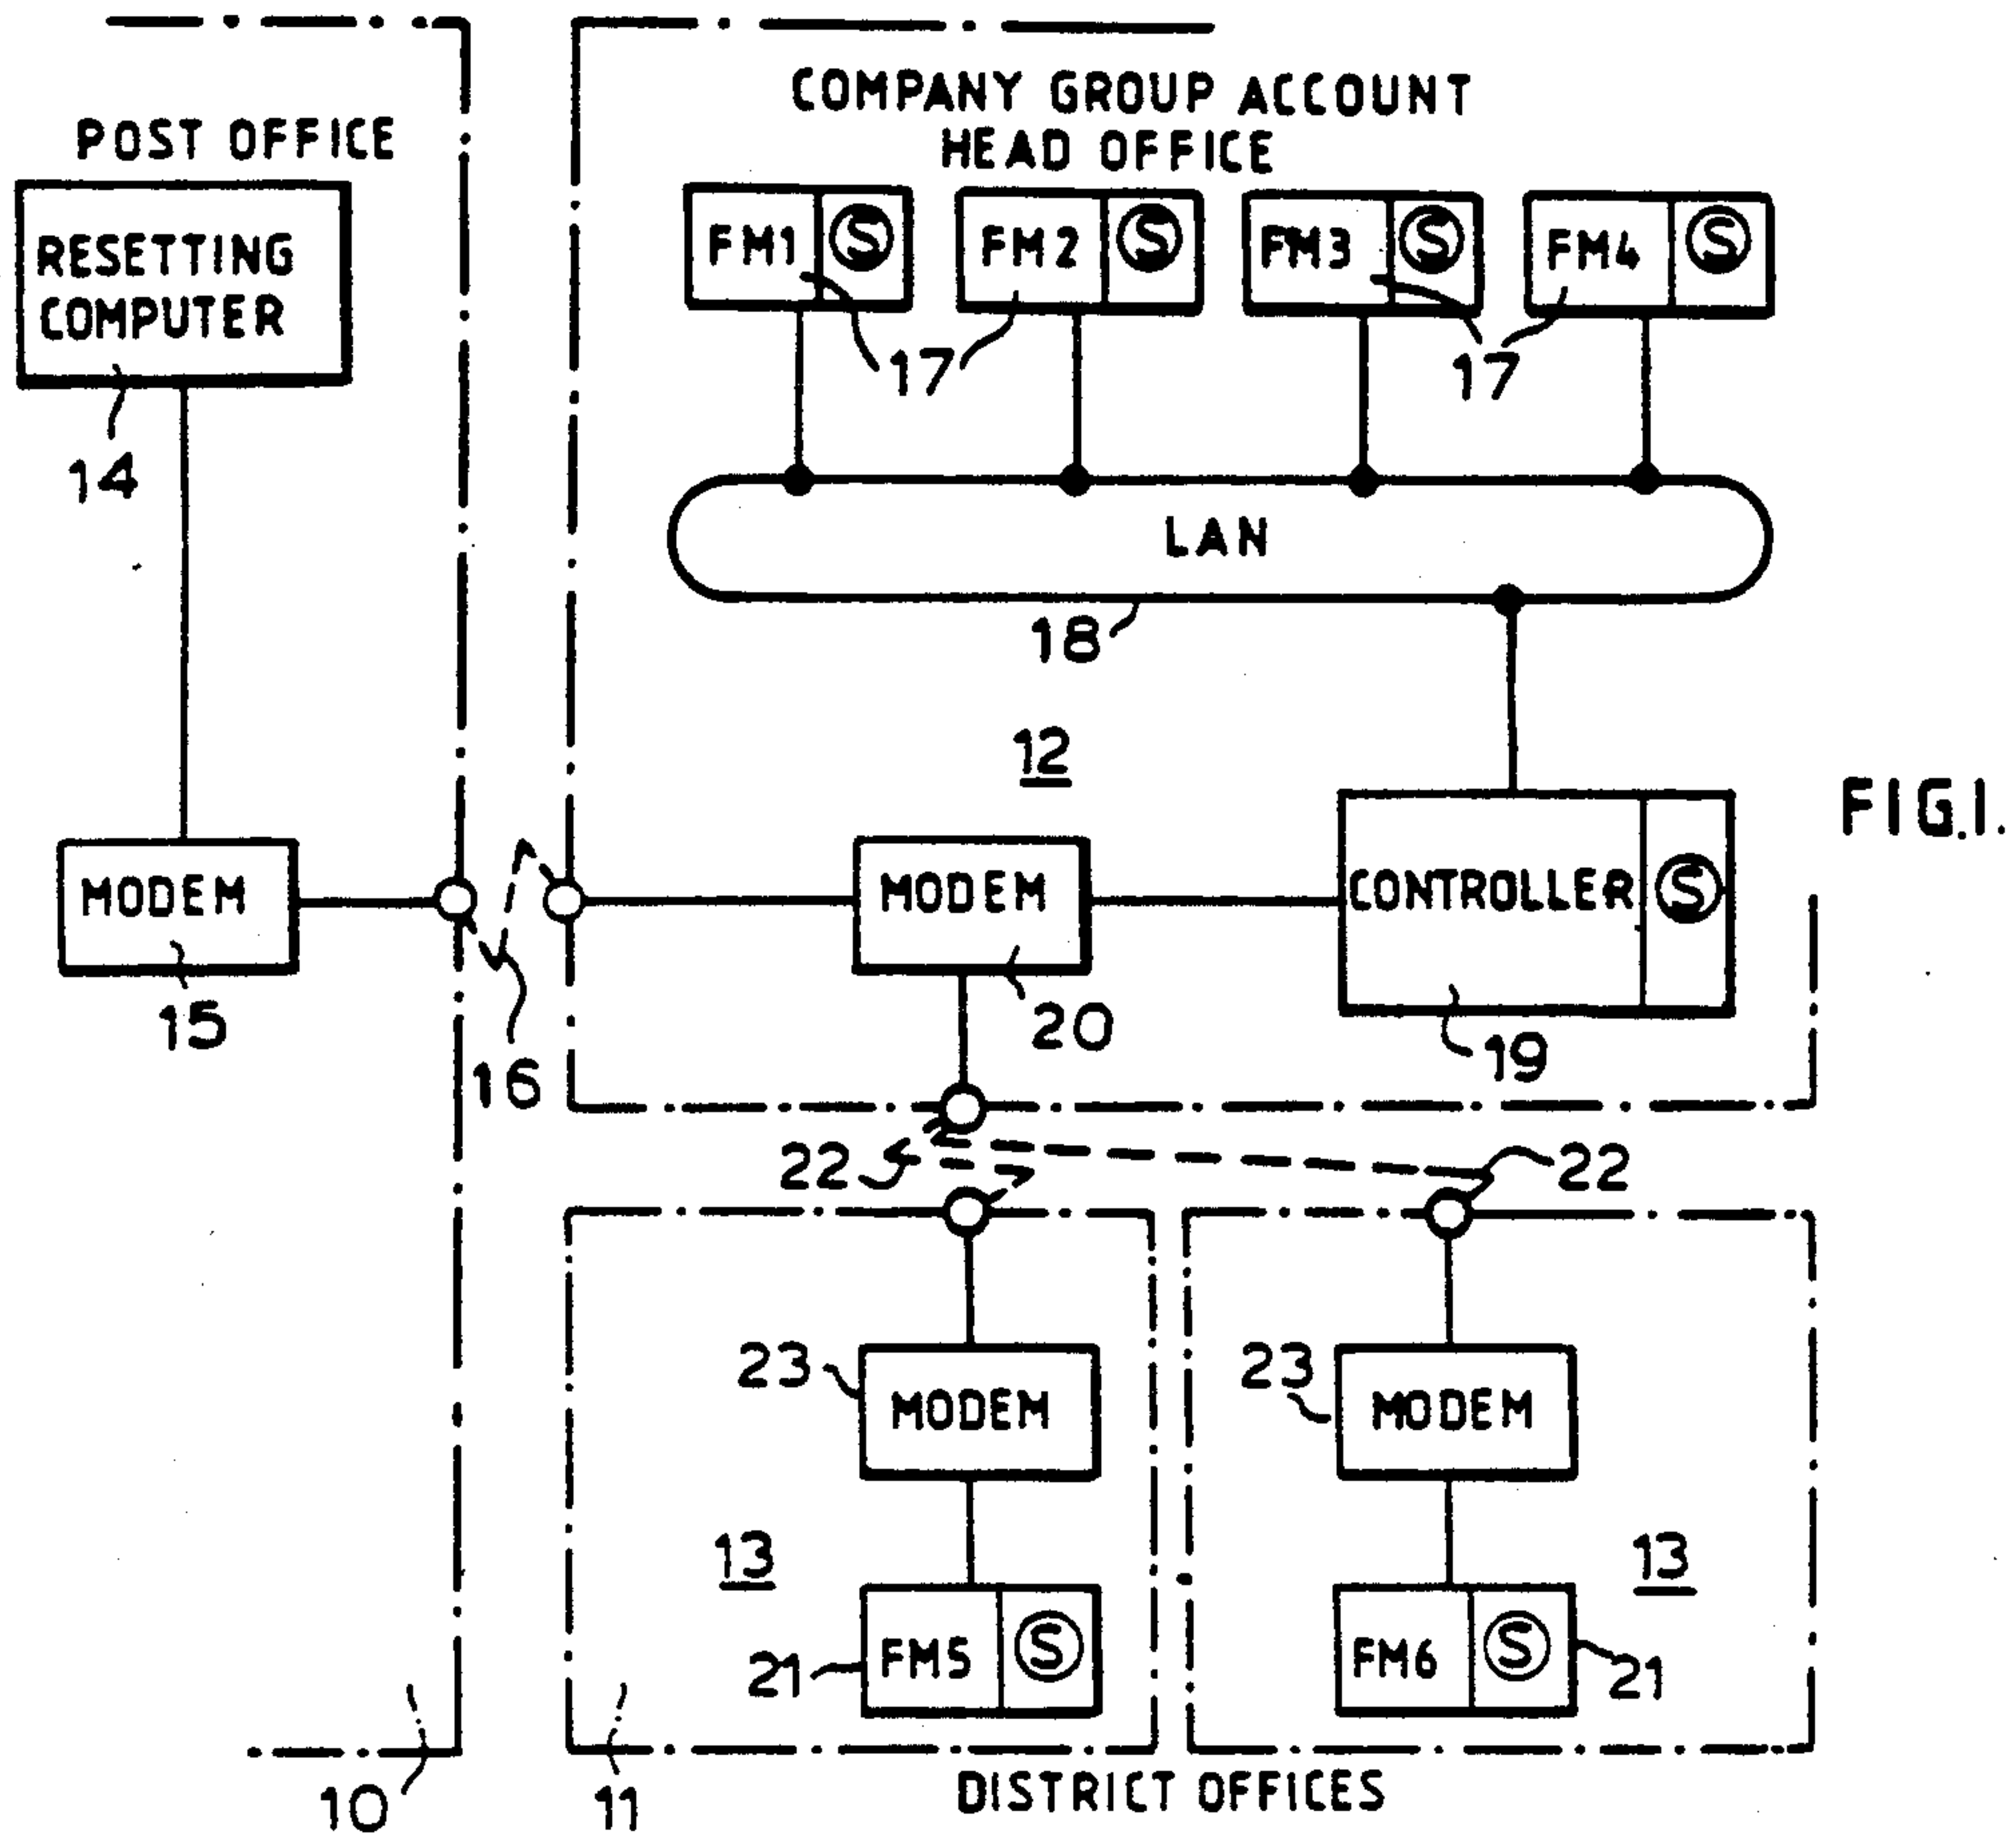 POST OFFICE
COMPANY GROUP ACCOUNT
HEAD OFFICE
RESETTING
COMPUTER
14
FM1 S
FM2 S
FM3 S
FM4 S
17
17
LAN
18
12
FIG.1.
MODEM
15
16
MODEM
20
CONTROLLER S
19
22
22
23
MODEM
23
MODEM
13
13
21
FM5 S
FM6 S
21
10
11
DISTRICT OFFICES